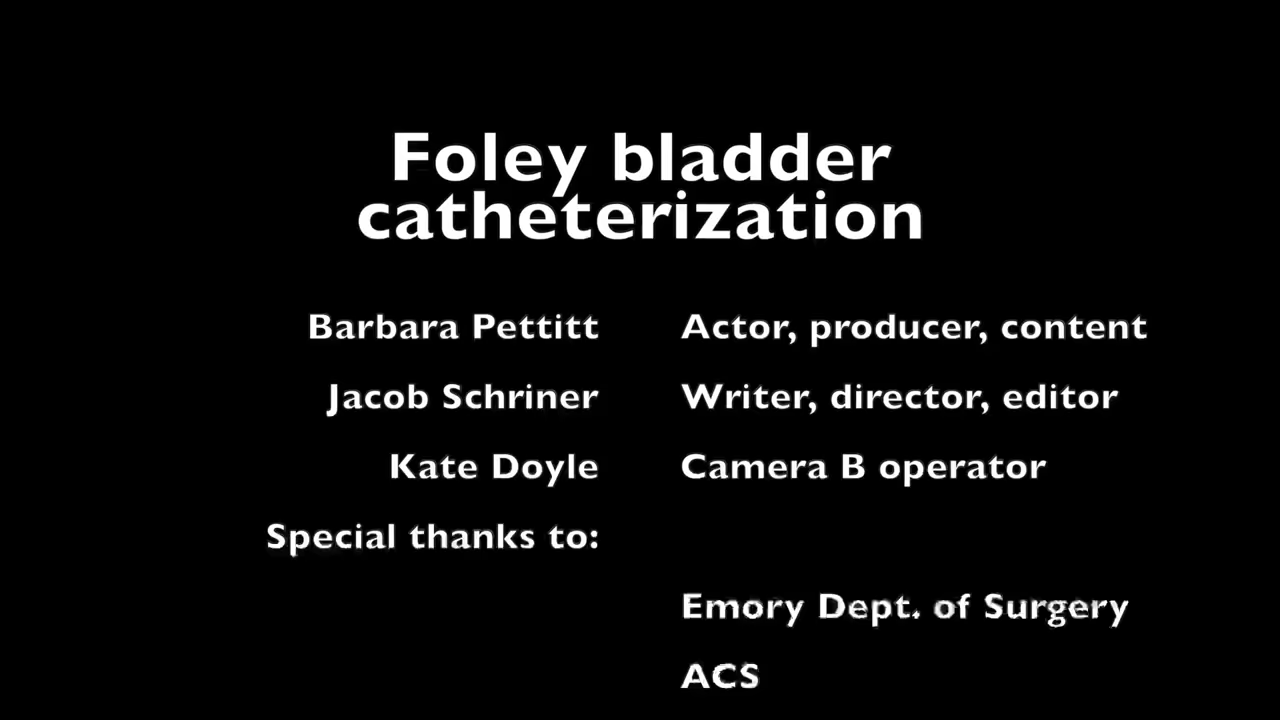 Foley bladder
catheterization
Barbara Pettitt Actor, producer, content
Jacob Schriner Writer, director, editor
Kate Doyle Camera B operator
Special thanks to:
Emory Dept. of Surgery
ACS